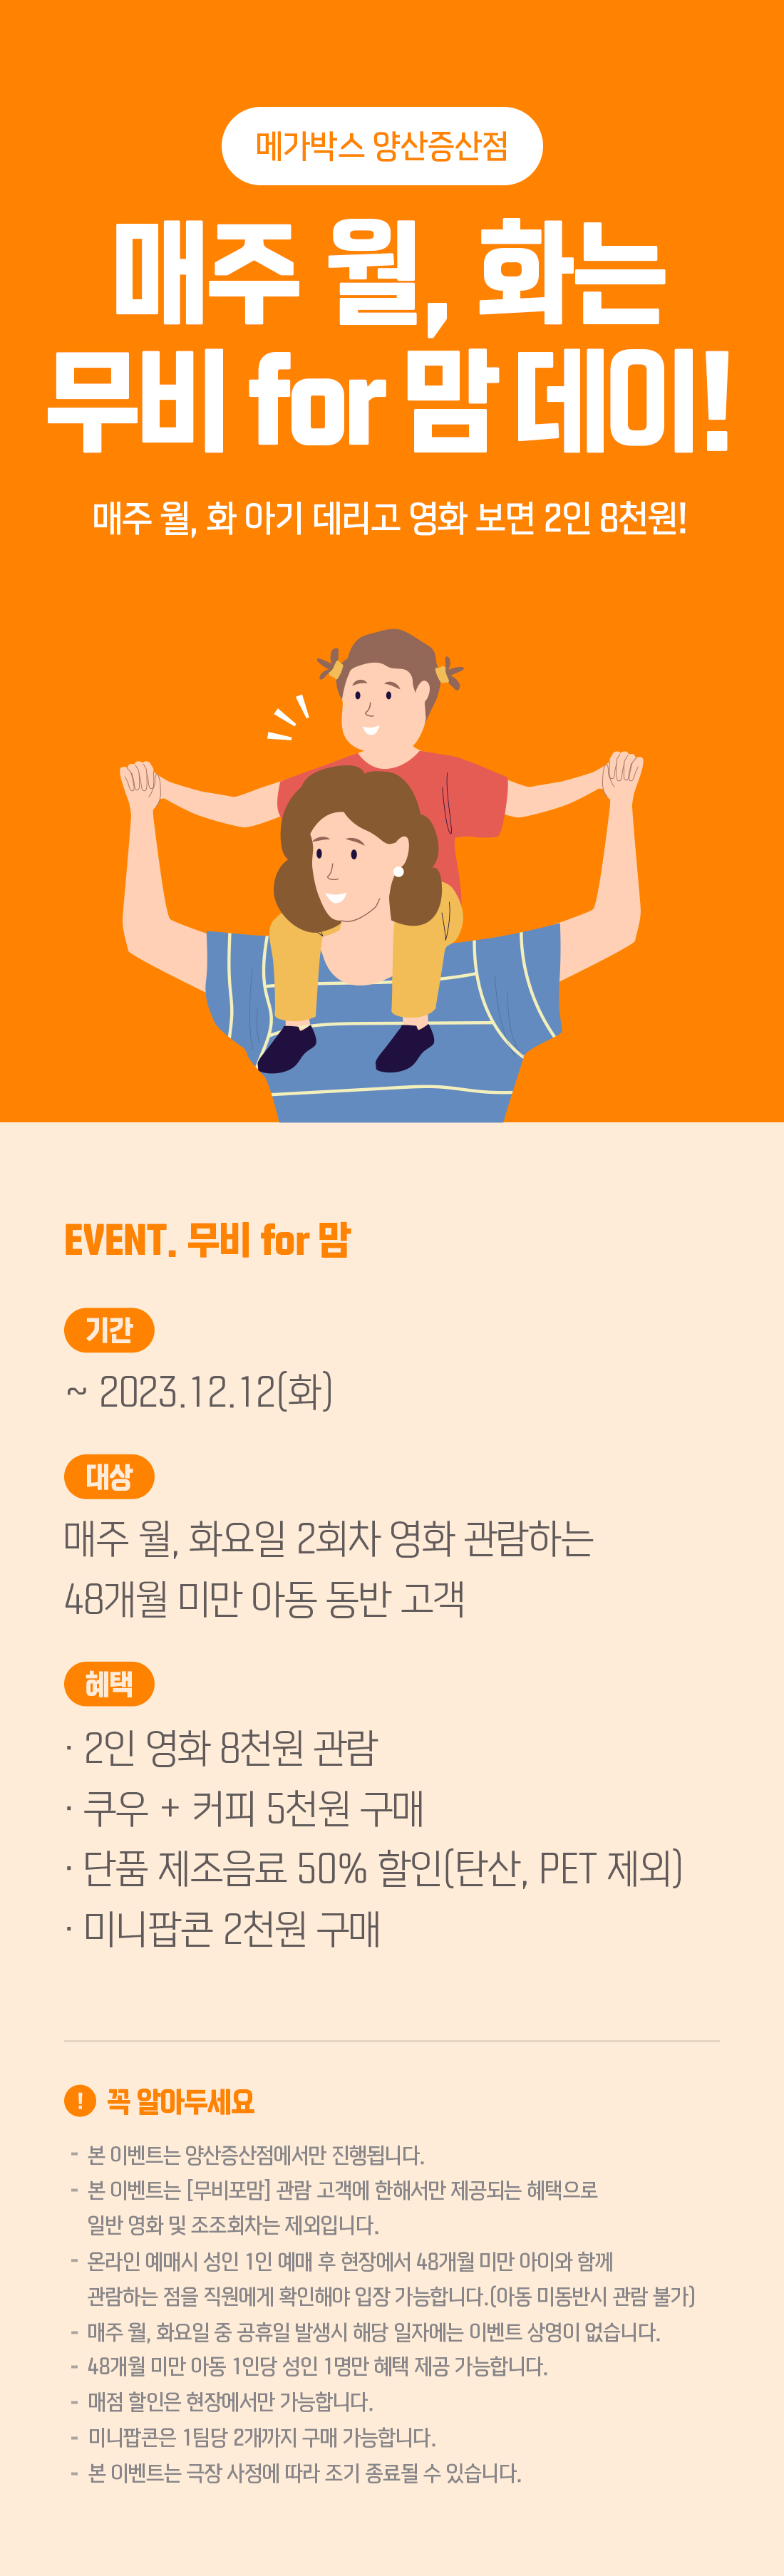 메가박스 양산증산점
매주 월, 화는
무비 for 맘 데이!
매주 월, 화 아기 데리고 영화 보면 2인 8천원!
EVENT. 무비 for 맘
기간
~ 2023.12.12(화)
대상
매주 월, 화요일 2회차 영화 관람하는
48개월 미만 아동 동반 고객
혜택
· 2인 영화 8천원 관람
· 쿠우 + 커피 5천원 구매
· 단품 제조음료 50% 할인(탄산, PET 제외)
· 미니팝콘 2천원 구매
! 꼭 알아두세요
- 본 이벤트는 양산증산점에서만 진행됩니다.
- 본 이벤트는 [무비포맘] 관람 고객에 한해서만 제공되는 혜택으로
일반 영화 및 조조회차는 제외입니다.
- 온라인 예매시 성인 1인 예매 후 현장에서 48개월 미만 아이와 함께
관람하는 점을 직원에게 확인해야 입장 가능합니다.(아동 미동반시 관람 불가)
- 매주 월, 화요일 중 공휴일 발생시 해당 일자에는 이벤트 상영이 없습니다.
- 48개월 미만 아동 1인당 성인 1명만 혜택 제공 가능합니다.
- 매점 할인은 현장에서만 가능합니다.
- 미니팝콘은 1팀당 2개까지 구매 가능합니다.
- 본 이벤트는 극장 사정에 따라 조기 종료될 수 있습니다.